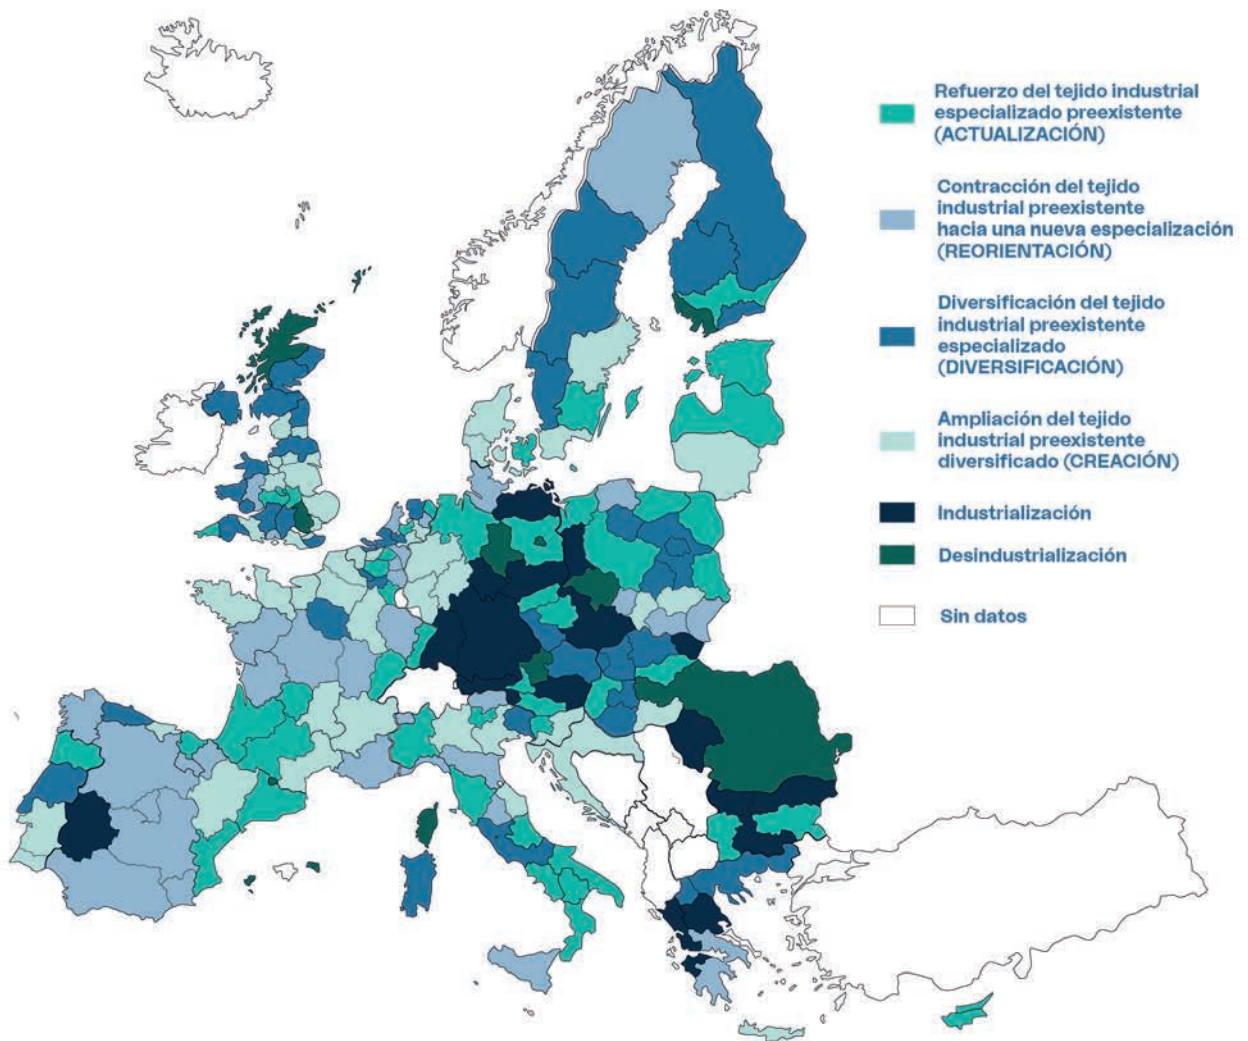 Refuerzo del tejido industrial
especializado preexistente
(ACTUALIZACIÓN)
Contracción del tejido
industrial preexistente
hacia una nueva especialización
(REORIENTACIÓN)
Diversificación del tejido
industrial preexistente
especializado
(DIVERSIFICACIÓN)
Ampliación del tejido
industrial preexistente
diversificado (CREACIÓN)
Industrialización
Desindustrialización
Sin datos